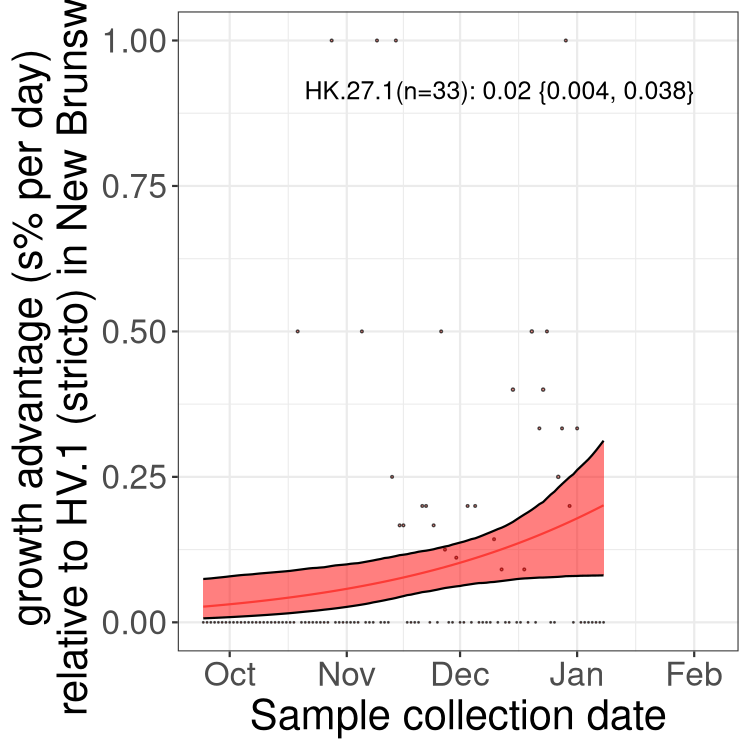 growth advantage (s% per day)
relative to HV.1 (stricto) in New Brunsw
1.00
0.75
0.50
0.25
0.00
HK.27.1(n=33): 0.02 {0.004, 0.038}
Oct Nov Dec Jan Feb
Sample collection date